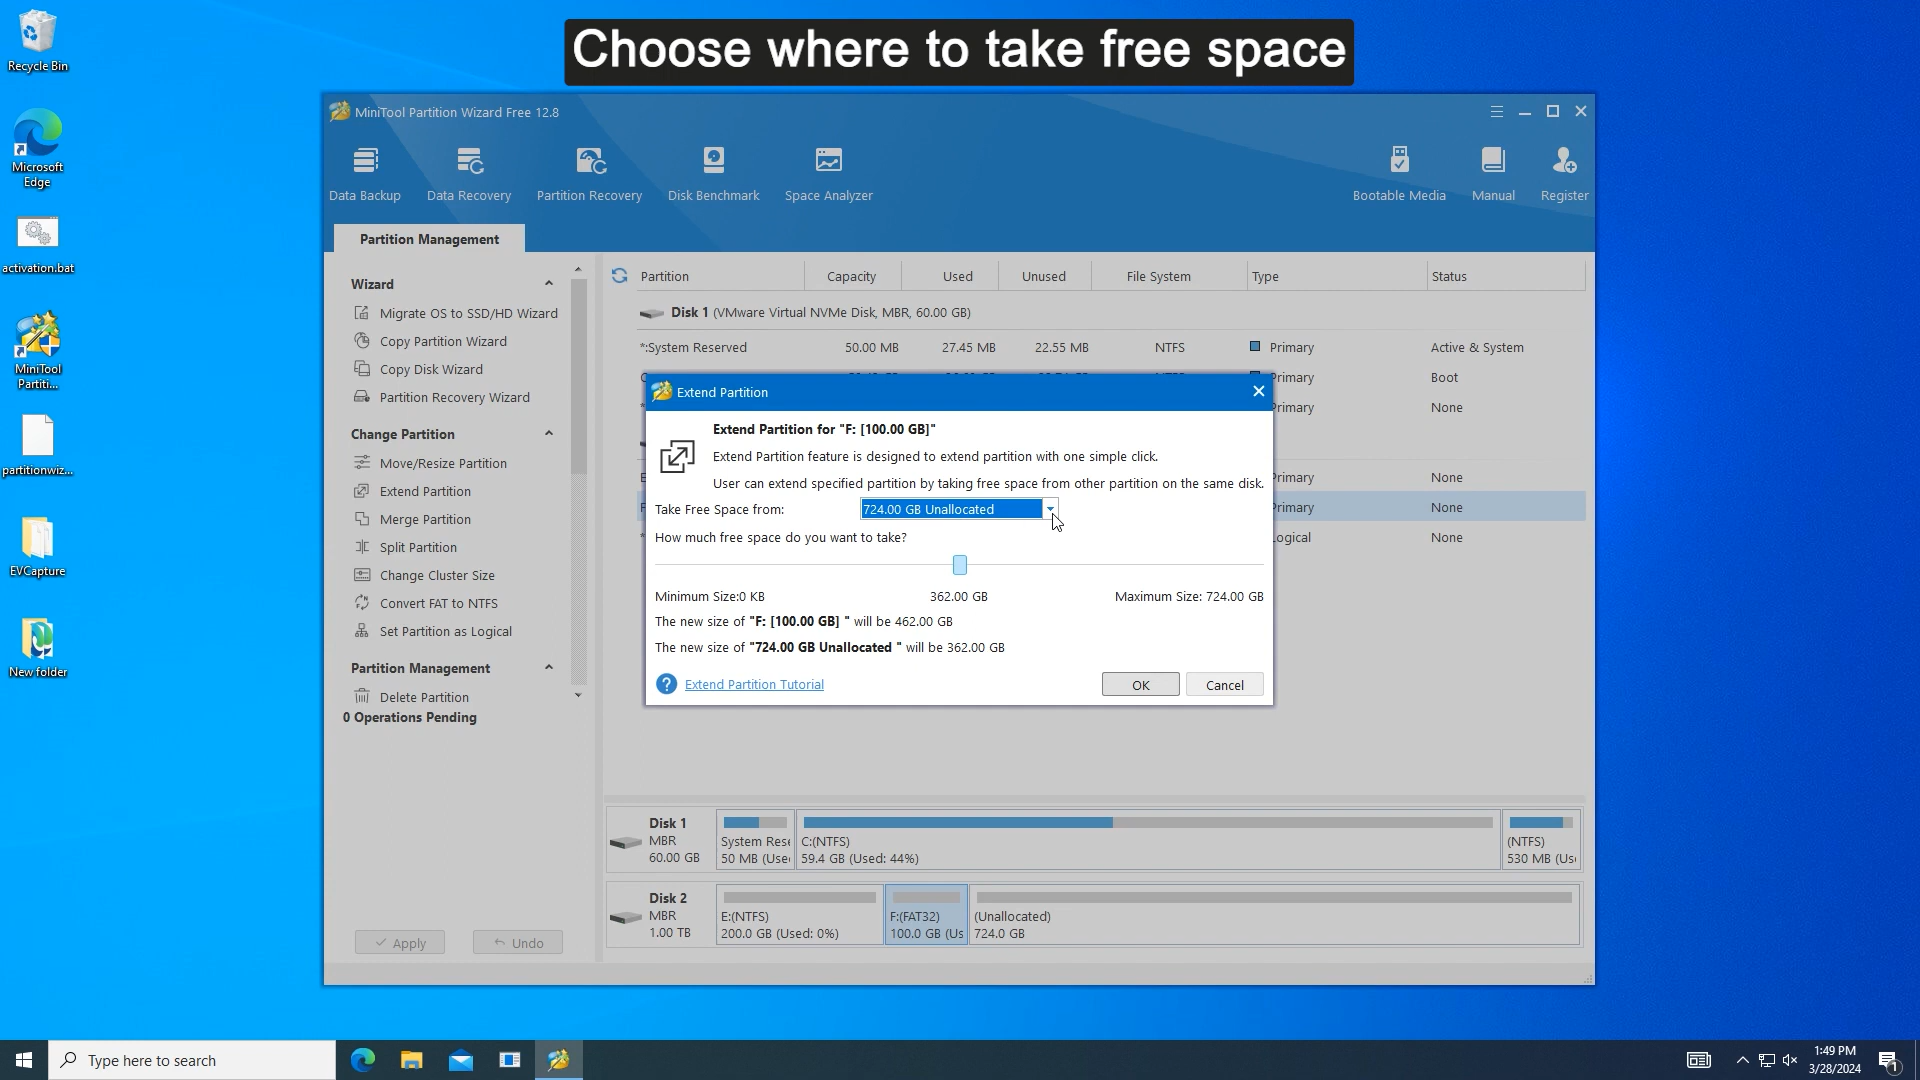 Choose where to take free space
Recycle Bin
Microsoft
Edge
activation.bat
MiniTool
Partiti...
partitionwiz...
EVCapture
New folder
MiniTool Partition Wizard Free 12.8
Data Backup
Data Recovery
Partition Recovery
Disk Benchmark
Space Analyzer
Bootable Media
Manual
Register
Partition Management
Wizard
Migrate OS to SSD/HD Wizard
Copy Partition Wizard
Copy Disk Wizard
Partition Recovery Wizard
Change Partition
Move/Resize Partition
Extend Partition
Merge Partition
Split Partition
Change Cluster Size
Convert FAT to NTFS
Set Partition as Logical
Partition Management
Delete Partition
0 Operations Pending
Apply
Undo
Partition Capacity Used Unused File System Type Status
Disk 1 (VMware Virtual NVMe Disk, MBR, 60.00 GB)
*:System Reserved 50.00 MB 27.45 MB 22.55 MB NTFS Primary Active & System
Primary Boot
Primary None
Primary None
Primary None
Logical None
Extend Partition
Extend Partition for "F: [100.00 GB]"
Extend Partition feature is designed to extend partition with one simple click.
User can extend specified partition by taking free space from other partition on the same disk.
Take Free Space from: 724.00 GB Unallocated
How much free space do you want to take?
Minimum Size:0 KB 362.00 GB Maximum Size: 724.00 GB
The new size of "F: [100.00 GB] " will be 462.00 GB
The new size of "724.00 GB Unallocated " will be 362.00 GB
? Extend Partition Tutorial
OK
Cancel
Disk 1
MBR
60.00 GB
System Rese
50 MB (Use
C:(NTFS)
59.4 GB (Used: 44%)
(NTFS)
530 MB (Us
Disk 2
MBR
1.00 TB
E:(NTFS)
200.0 GB (Used: 0%)
F:(FAT32)
100.0 GB (Us
(Unallocated)
724.0 GB
Type here to search
1:49 PM
3/28/2024
1